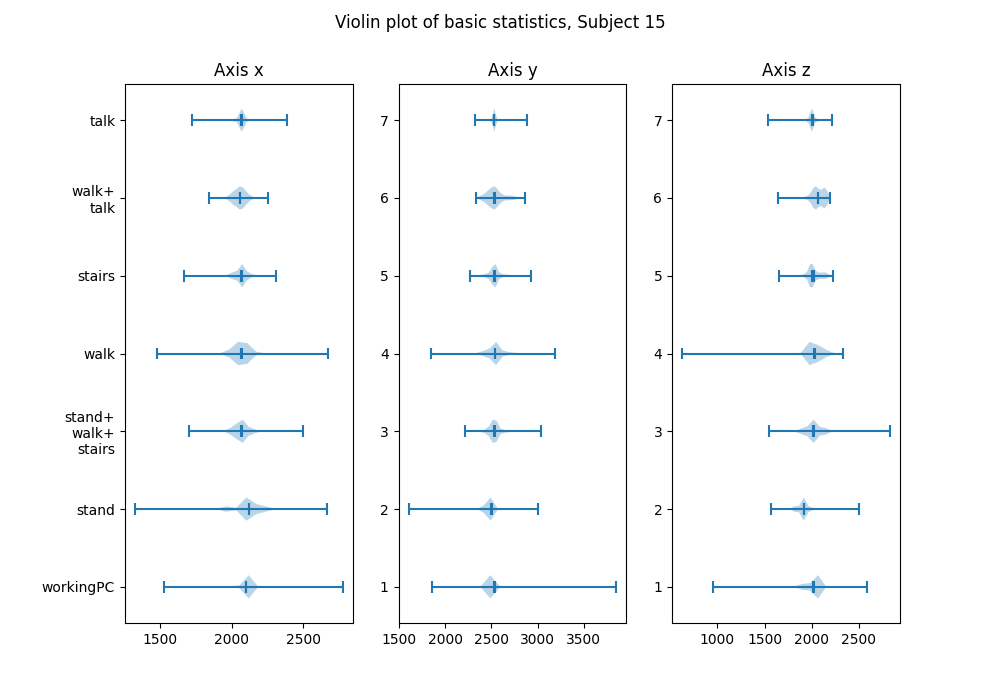 Violin plot of basic statistics, Subject 15
Axis x
Axis y
Axis z
talk
walk+
talk
stairs
walk
stand+
walk+
stairs
stand
workingPC
7
6
5
4
3
2
1
7
6
5
4
3
2
1
1500 2000 2500
1500 2000 2500 3000 3500
1000 1500 2000 2500